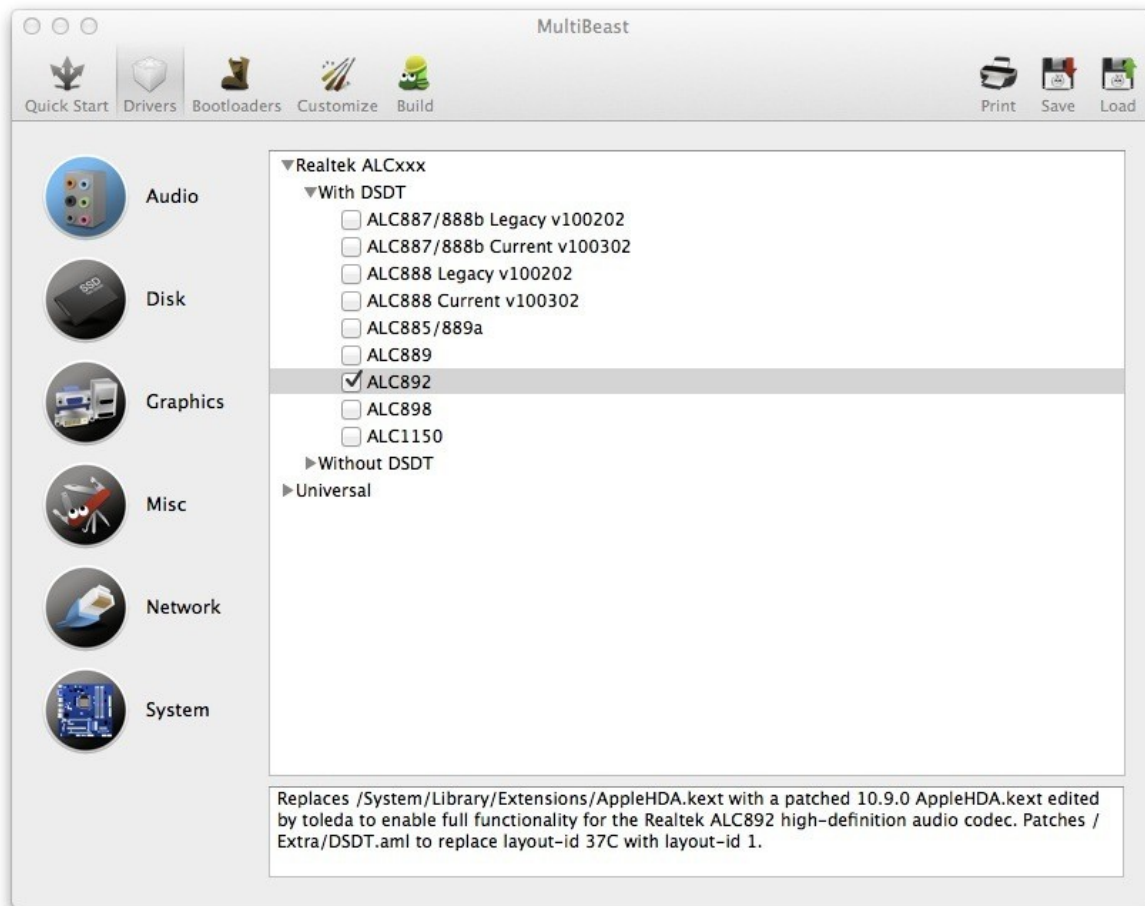 MultiBeast
Quick Start Drivers Bootloaders Customize Build Print Save Load
Audio
Disk
SSD
Graphics
Misc
Network
System
Realtek ALCxxx
With DSDT
ALC887/888b Legacy v100202
ALC887/888b Current v100302
ALC888 Legacy v100202
ALC888 Current v100302
ALC885/889a
ALC889
ALC892
ALC898
ALC1150
Without DSDT
Universal
Replaces /System/Library/Extensions/AppleHDA.kext with a patched 10.9.0 AppleHDA.kext edited
by toleda to enable full functionality for the Realtek ALC892 high-definition audio codec. Patches /
Extra/DSDT.aml to replace layout-id 37C with layout-id 1.